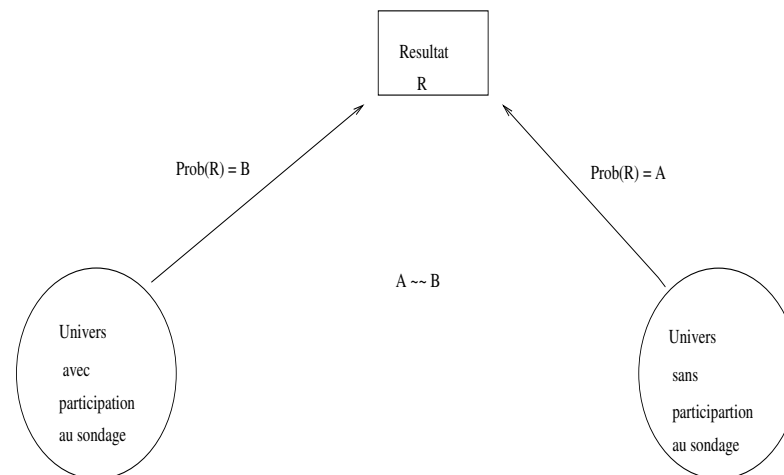 Resultat
R
Prob(R) = B
Prob(R) = A
A ~~ B
Univers
avec
participation
au sondage
Univers
sans
participartion
au sondage